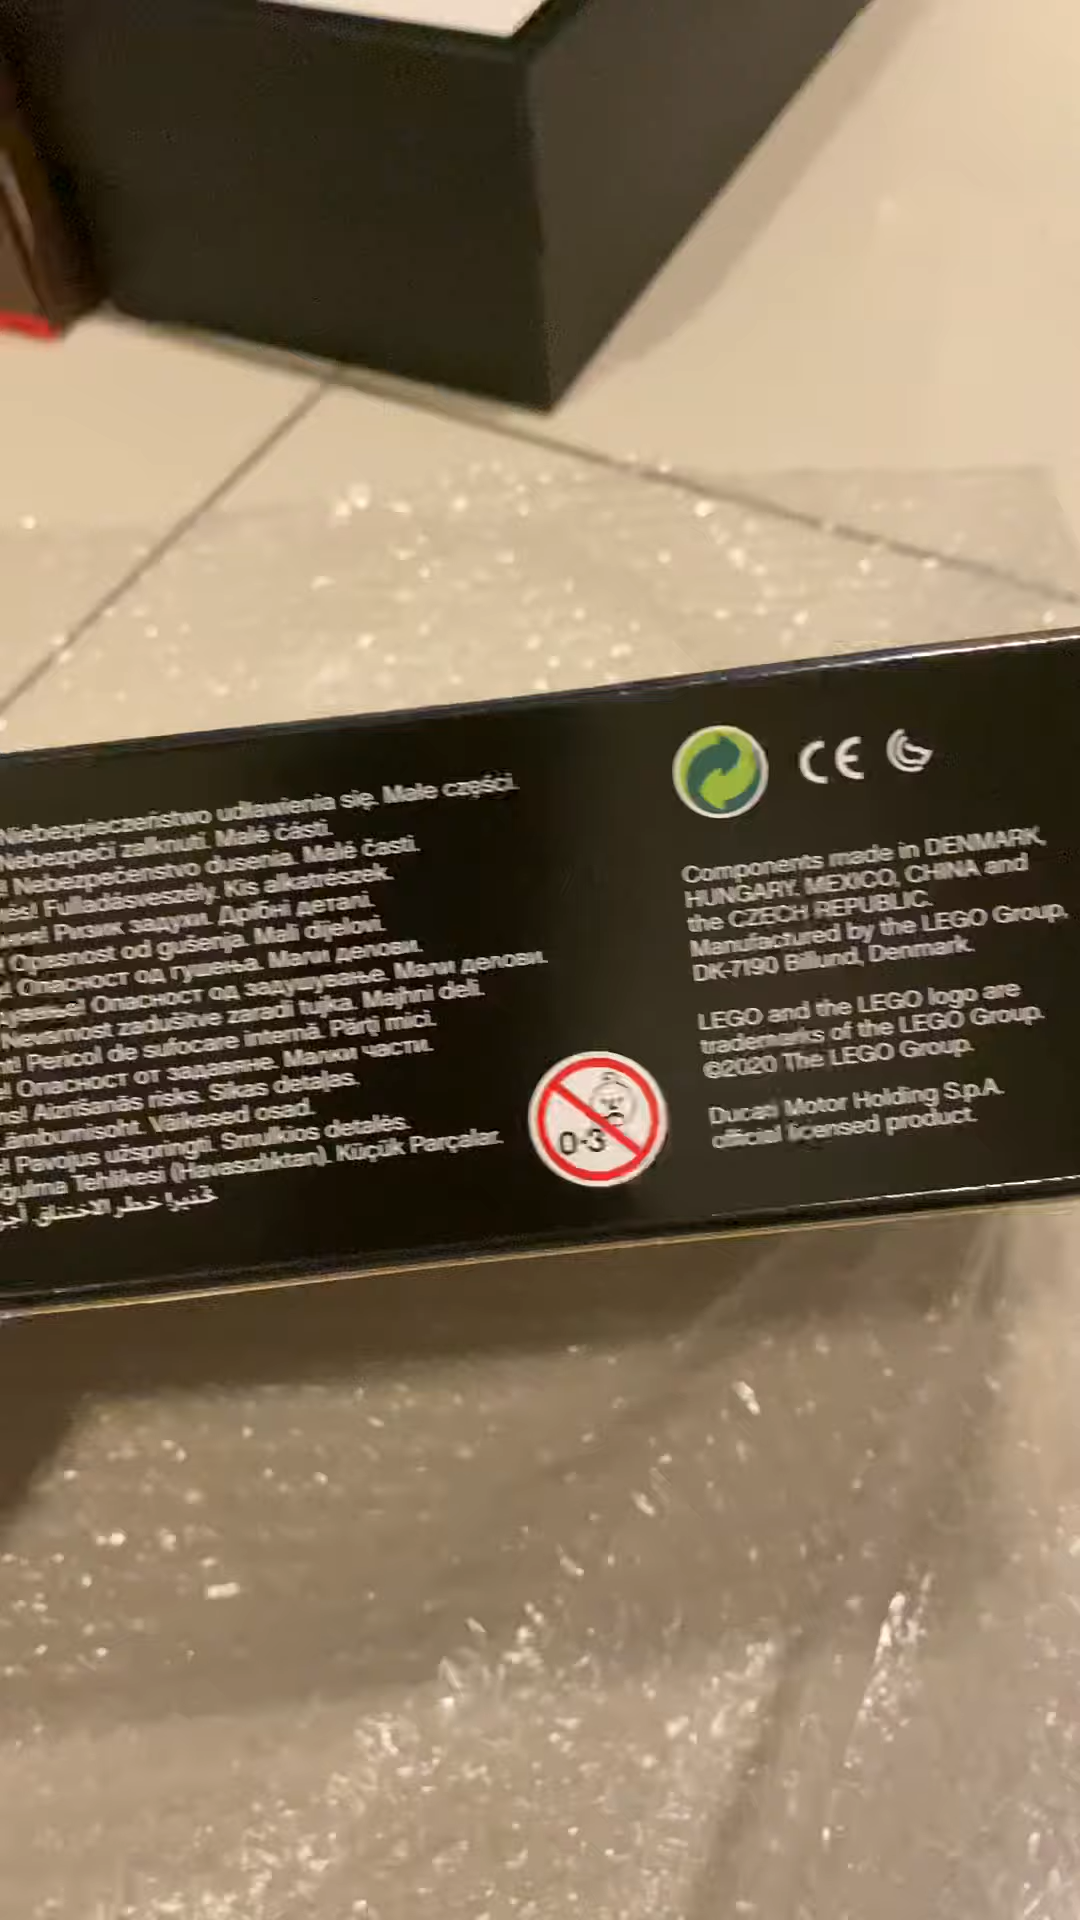 Niebezpieczeństwo udławienia się. Małe części.
Nebezpečí zalknutí. Malé části.
! Nebezpečenstvo dusenia. Malé časti.
! Fulladásveszély. Kis alkatrészek.
! Ризик задухи. Дрібні деталі.
Opasnost od gušenja. Mali dijelovi.
! Опасност од гушења. Мали делови.
! Опасност од задушување. Мали делови.
Nevarnost zadušitve zaradi tujka. Majhni deli.
! Pericol de sufocare internă. Părți mici.
! Опасност от задавяне. Малки части.
! Aizrīšanās risks. Sīkas detaļas.
Lämbumisoht. Väikesed osad.
! Pavojus užspringti. Smulkios detalės.
Boğulma Tehlikesi (Havasızlıktan). Küçük Parçalar.
خطر الاختناق
0-3
CE
Components made in DENMARK,
HUNGARY, MEXICO, CHINA and
the CZECH REPUBLIC.
Manufactured by the LEGO Group,
DK-7190 Billund, Denmark.
LEGO and the LEGO logo are
trademarks of the LEGO Group.
©2020 The LEGO Group.
Ducati Motor Holding S.p.A.
official licensed product.